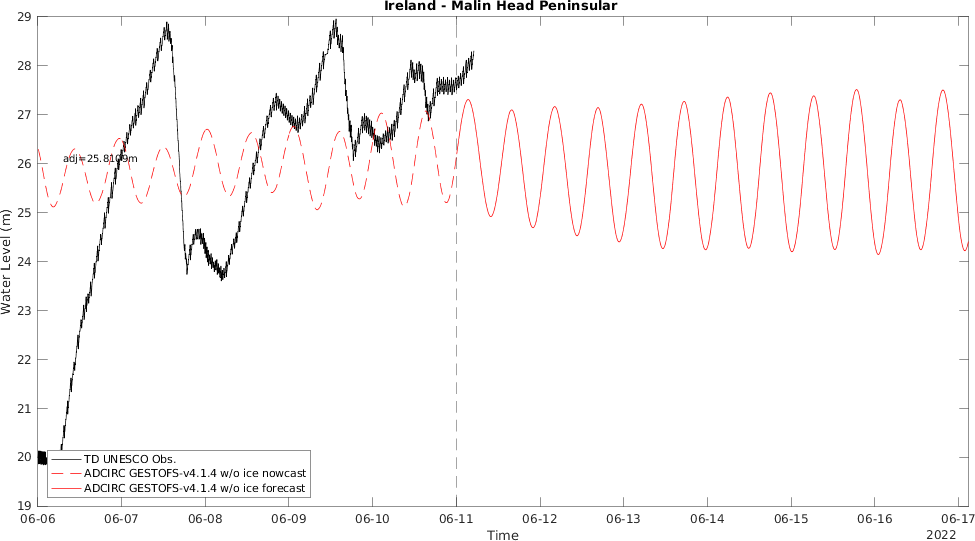 Ireland - Malin Head Peninsular
29
28
27
26
25
24
23
22
21
20
19
Water Level (m)
adj=25.8109m
TD UNESCO Obs.
ADCIRC GESTOFS-v4.1.4 w/o ice nowcast
ADCIRC GESTOFS-v4.1.4 w/o ice forecast
06-06 06-07 06-08 06-09 06-10 06-11 06-12 06-13 06-14 06-15 06-16 06-17
Time
2022